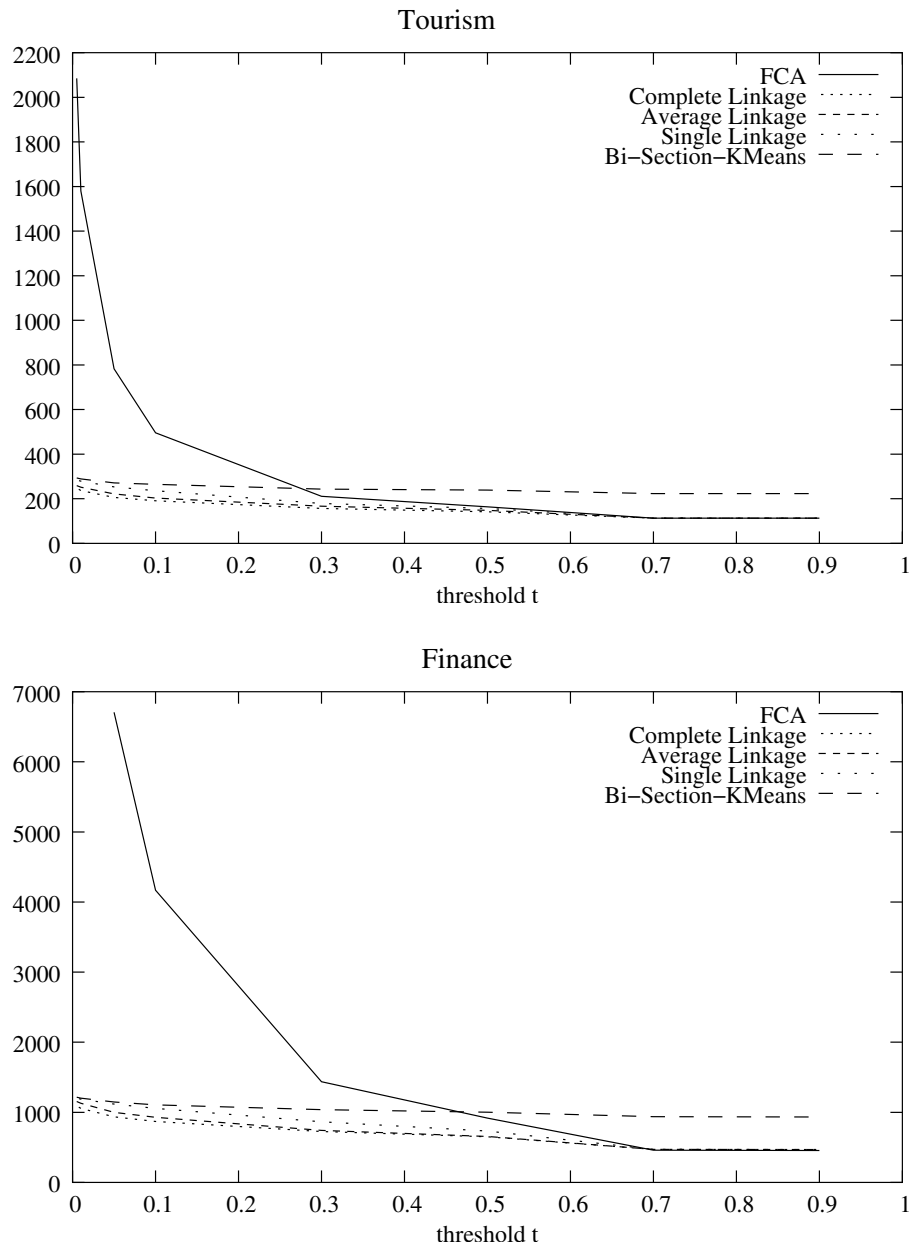 Tourism
2200
2000
1800
1600
1400
1200
1000
800
600
400
200
0
FCA
Complete Linkage
Average Linkage
Single Linkage
Bi−Section−KMeans
0 0.1 0.2 0.3 0.4 0.5 0.6 0.7 0.8 0.9 1
threshold t
Finance
7000
6000
5000
4000
3000
2000
1000
0
FCA
Complete Linkage
Average Linkage
Single Linkage
Bi−Section−KMeans
0 0.1 0.2 0.3 0.4 0.5 0.6 0.7 0.8 0.9 1
threshold t